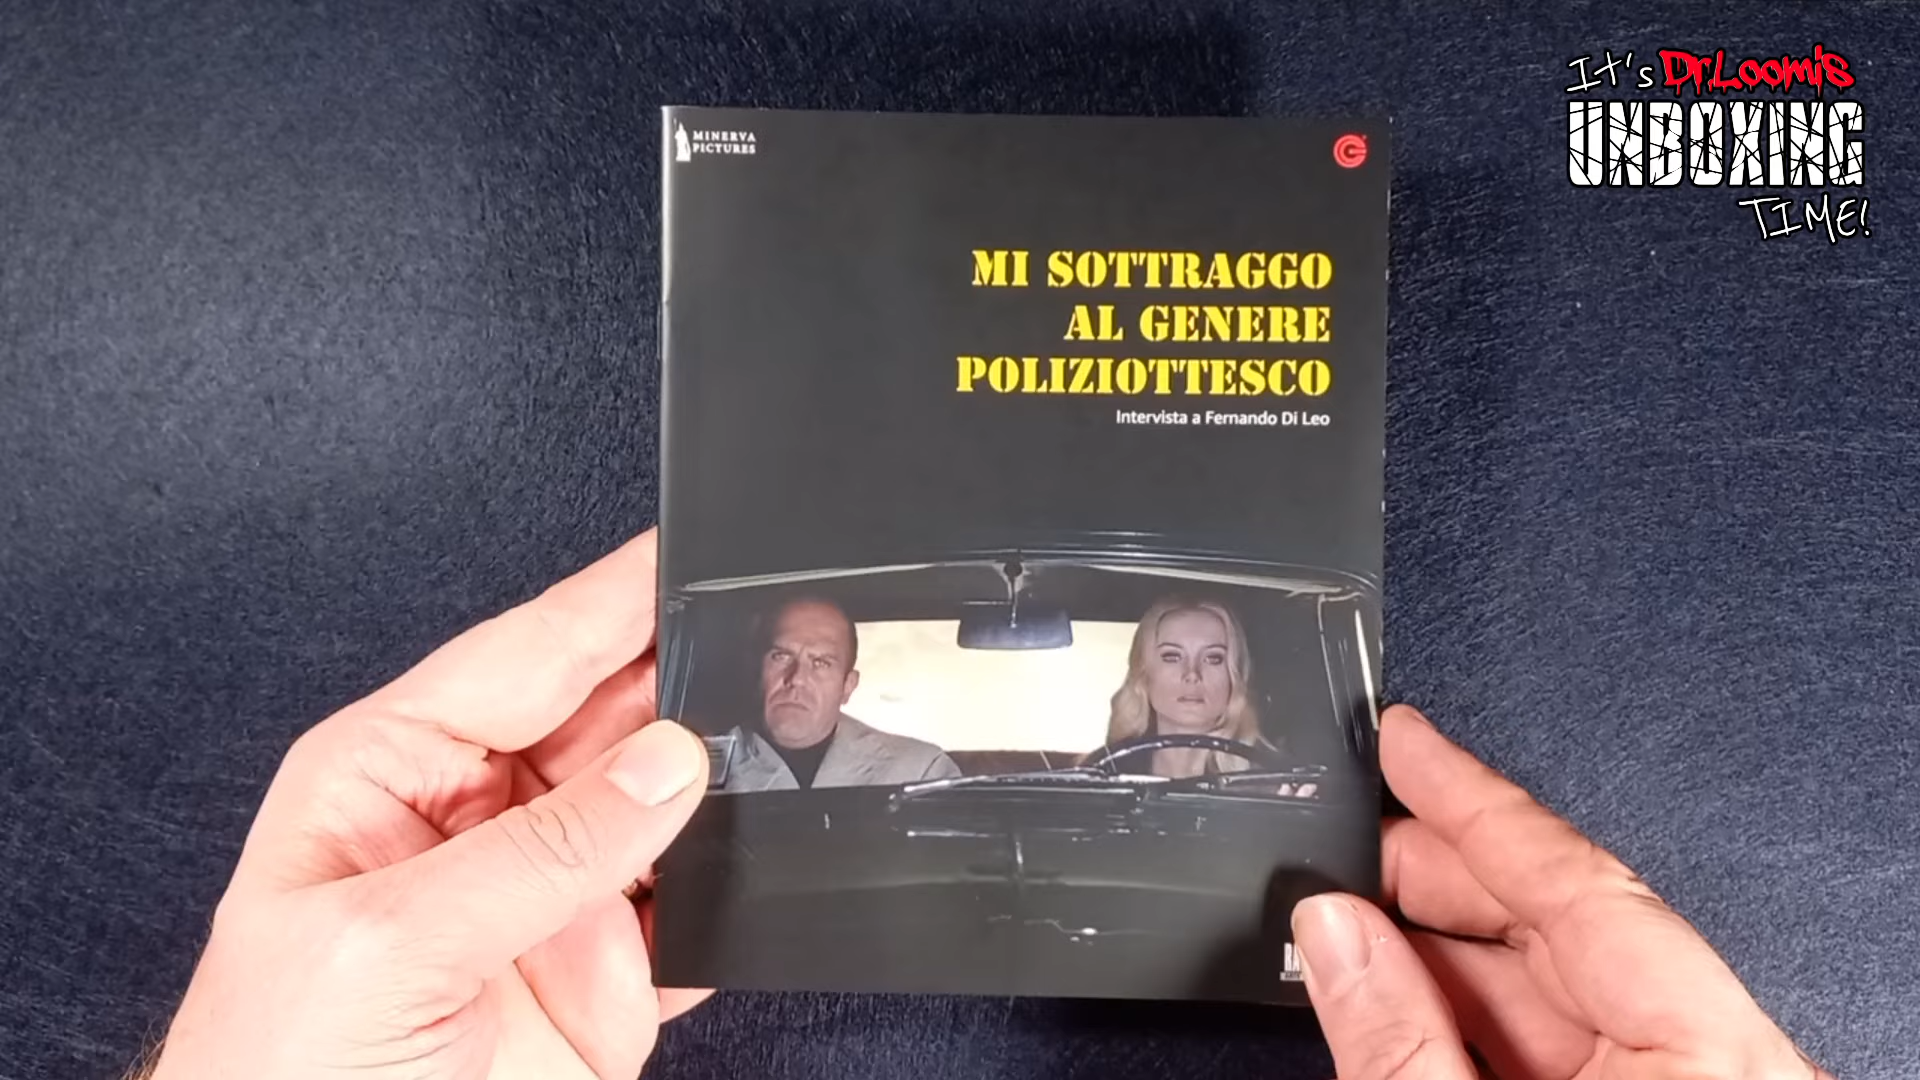 It's Dr.Loomis
UNBOXING
TIME!
MINERVA
PICTURES
MI SOTTRAGGO
AL GENERE
POLIZIOTTESCO
Intervista a Fernando Di Leo